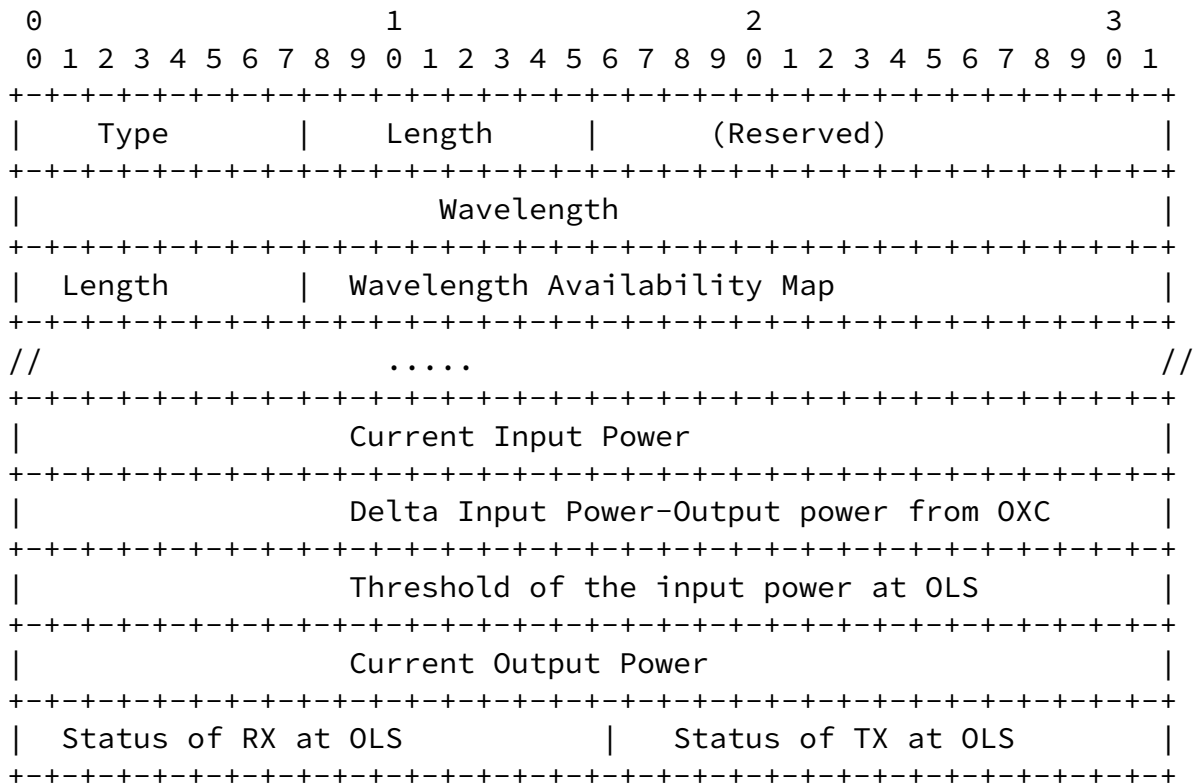 0                   1                   2                   3
 0 1 2 3 4 5 6 7 8 9 0 1 2 3 4 5 6 7 8 9 0 1 2 3 4 5 6 7 8 9 0 1
+-+-+-+-+-+-+-+-+-+-+-+-+-+-+-+-+-+-+-+-+-+-+-+-+-+-+-+-+-+-+-+-+
|    Type       |    Length     |      (Reserved)               |
+-+-+-+-+-+-+-+-+-+-+-+-+-+-+-+-+-+-+-+-+-+-+-+-+-+-+-+-+-+-+-+-+
|                       Wavelength                              |
+-+-+-+-+-+-+-+-+-+-+-+-+-+-+-+-+-+-+-+-+-+-+-+-+-+-+-+-+-+-+-+-+
|  Length       |  Wavelength Availability Map                  |
+-+-+-+-+-+-+-+-+-+-+-+-+-+-+-+-+-+-+-+-+-+-+-+-+-+-+-+-+-+-+-+-+
//                   .....                                      //
+-+-+-+-+-+-+-+-+-+-+-+-+-+-+-+-+-+-+-+-+-+-+-+-+-+-+-+-+-+-+-+-+
|                  Current Input Power                          |
+-+-+-+-+-+-+-+-+-+-+-+-+-+-+-+-+-+-+-+-+-+-+-+-+-+-+-+-+-+-+-+-+
|                  Delta Input Power-Output power from OXC      |
+-+-+-+-+-+-+-+-+-+-+-+-+-+-+-+-+-+-+-+-+-+-+-+-+-+-+-+-+-+-+-+-+
|                  Threshold of the input power at OLS          |
+-+-+-+-+-+-+-+-+-+-+-+-+-+-+-+-+-+-+-+-+-+-+-+-+-+-+-+-+-+-+-+-+
|                  Current Output Power                         |
+-+-+-+-+-+-+-+-+-+-+-+-+-+-+-+-+-+-+-+-+-+-+-+-+-+-+-+-+-+-+-+-+
|  Status of RX at OLS           |   Status of TX at OLS        |
+-+-+-+-+-+-+-+-+-+-+-+-+-+-+-+-+-+-+-+-+-+-+-+-+-+-+-+-+-+-+-+-+